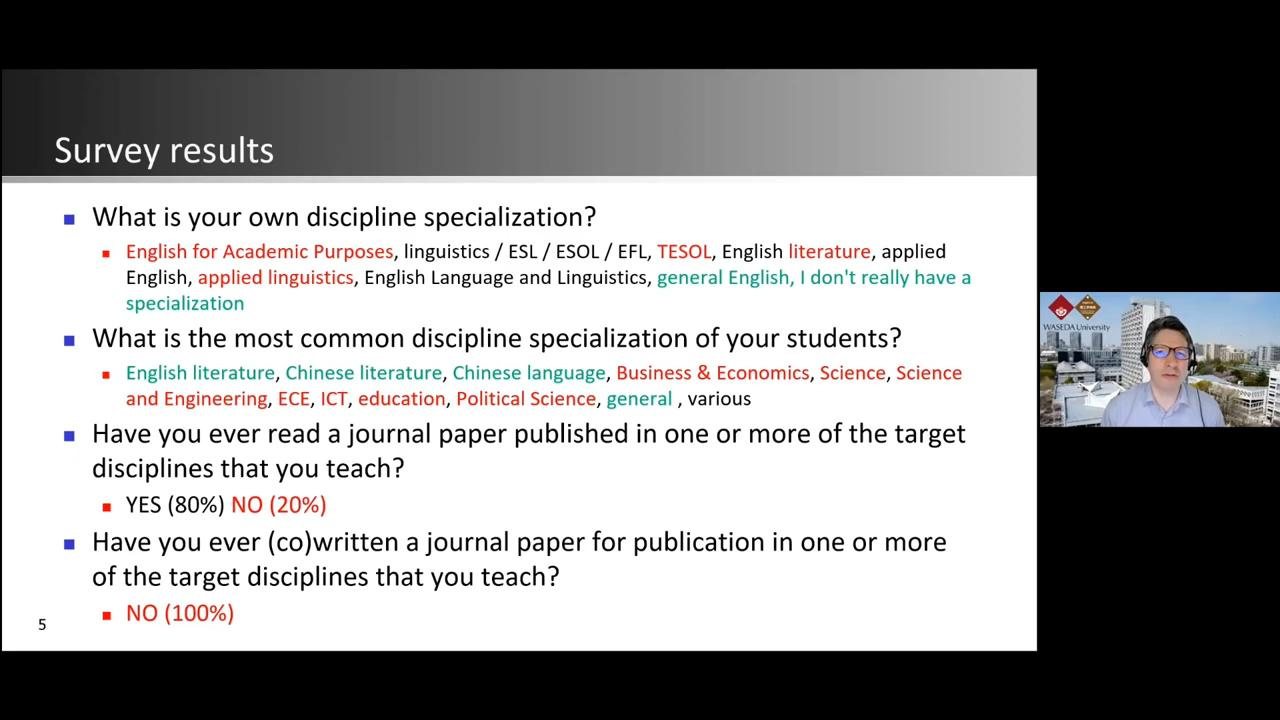 Survey results
What is your own discipline specialization?
English for Academic Purposes, linguistics / ESL / ESOL / EFL, TESOL, English literature, applied
English, applied linguistics, English Language and Linguistics, general English, I don't really have a
specialization
What is the most common discipline specialization of your students?
English literature, Chinese literature, Chinese language, Business & Economics, Science, Science
and Engineering, ECE, ICT, education, Political Science, general , various
Have you ever read a journal paper published in one or more of the target
disciplines that you teach?
YES (80%) NO (20%)
Have you ever (co)written a journal paper for publication in one or more
of the target disciplines that you teach?
NO (100%)
5
WASEDA University